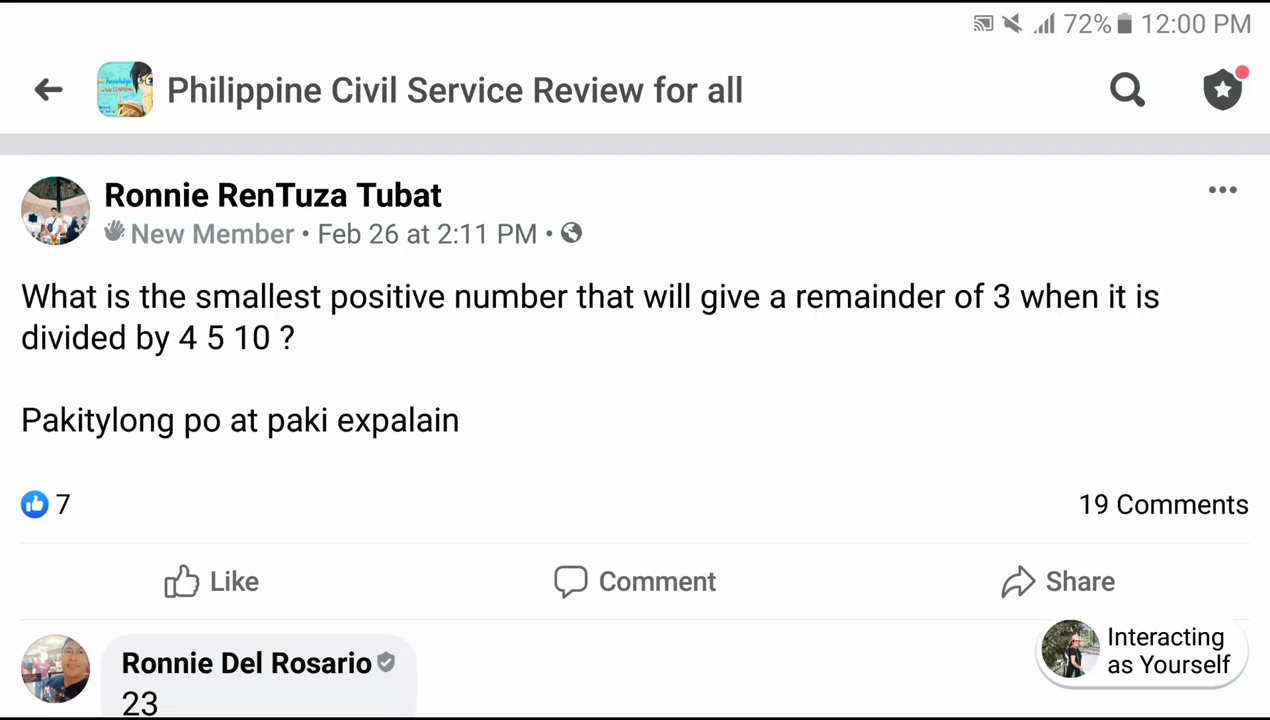 72% 12:00 PM
Philippine Civil Service Review for all
Ronnie RenTuza Tubat
New Member • Feb 26 at 2:11 PM •
What is the smallest positive number that will give a remainder of 3 when it is
divided by 4 5 10 ?
Pakitylong po at paki expalain
7
19 Comments
Like
Comment
Share
Ronnie Del Rosario
23
Interacting
as Yourself